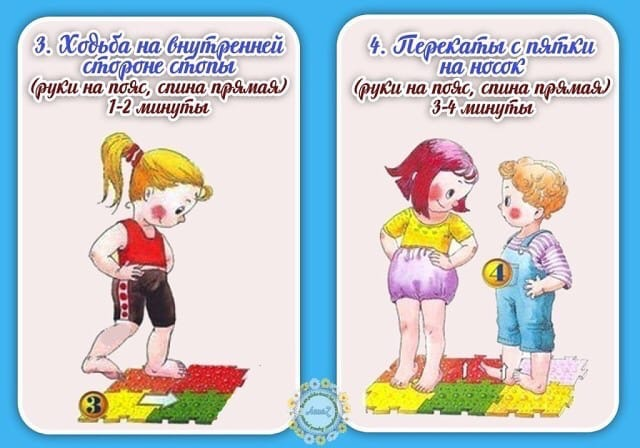 3. Ходьба на внутренней
стороне стопы
(руки на пояс, спина прямая)
1-2 минуты
3
4. Перекаты с пятки
на носок
(руки на пояс, спина прямая)
3-4 минуты
4